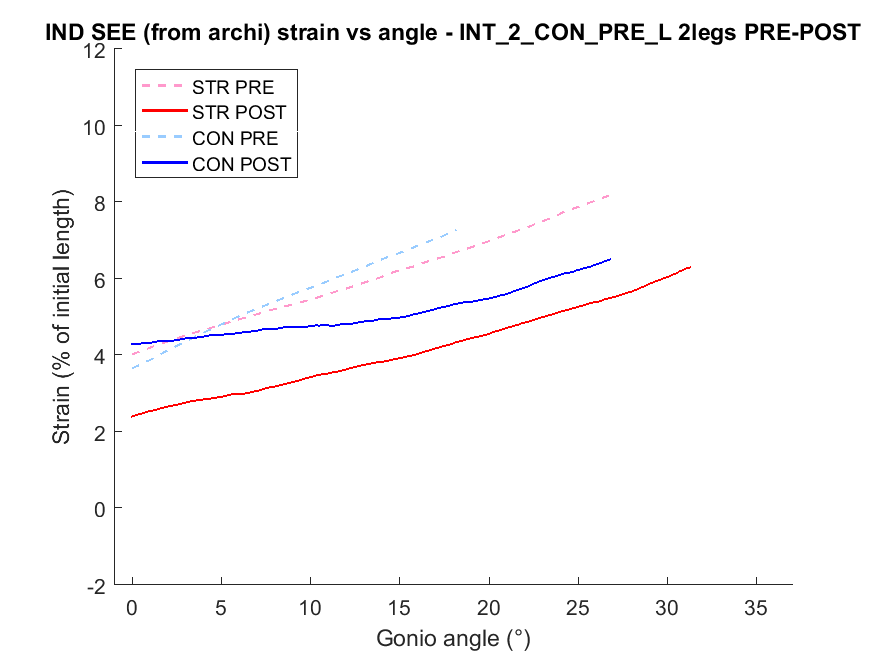 IND SEE (from archi) strain vs angle - INT_2_CON_PRE_L 2legs PRE-POST
12
10
8
6
4
2
0
-2
STR PRE
STR POST
CON PRE
CON POST
Strain (% of initial length)
0 5 10 15 20 25 30 35
Gonio angle (°)